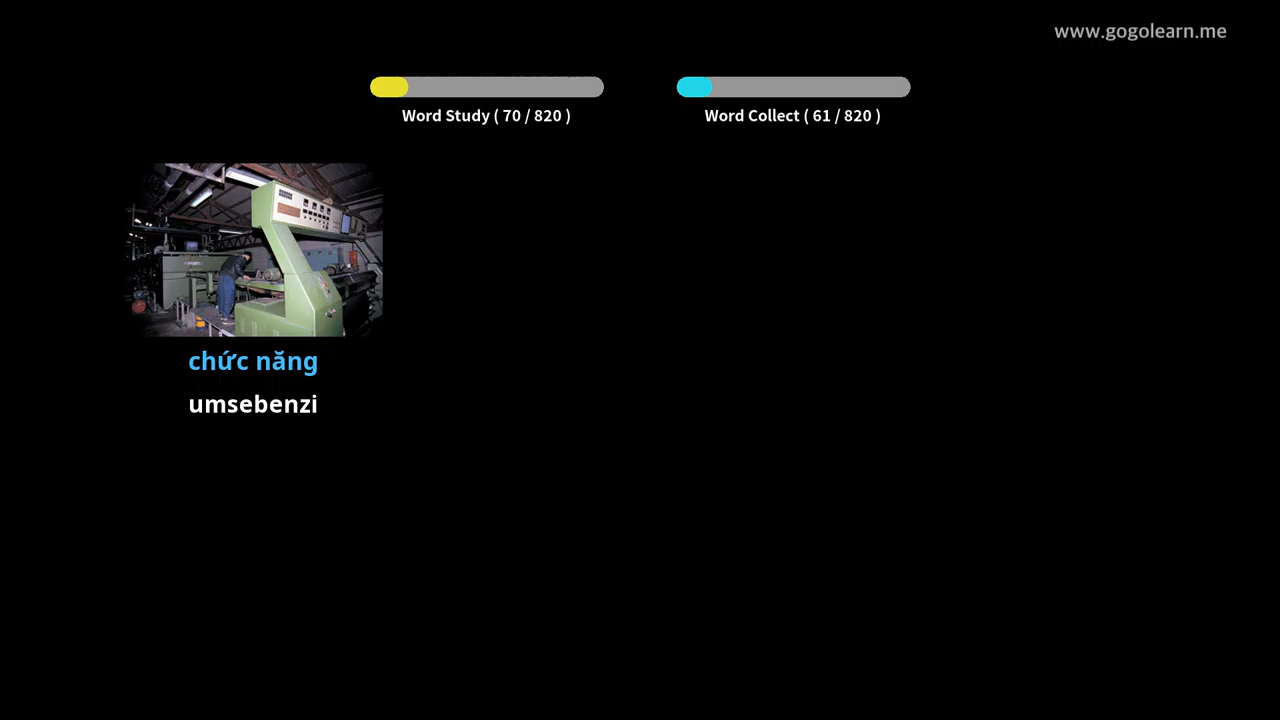 www.gogolearn.me
Word Study ( 70 / 820 )
Word Collect ( 61 / 820 )
chức năng
umsebenzi